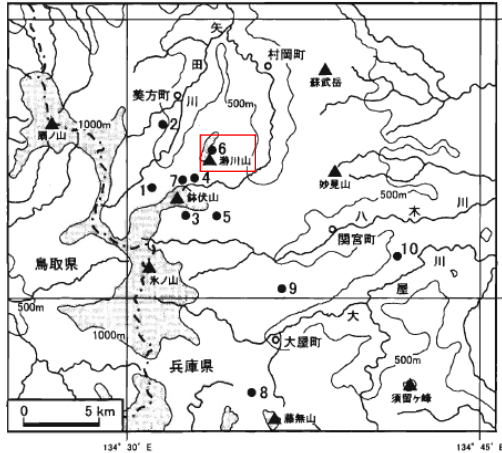 矢田川
村岡町
蘇武岳
美方町
500m
1000m
扇ノ山
2
6
瀞川山
7
4
妙見山
1
鉢伏山
500m
3
5
八木川
関宮町
10
鳥取県
氷ノ山
9
大屋川
500m
1000m
大屋町
兵庫県
500m
8
須留ヶ峰
藤無山
0 5 km
134° 30´ E
134° 45´ E